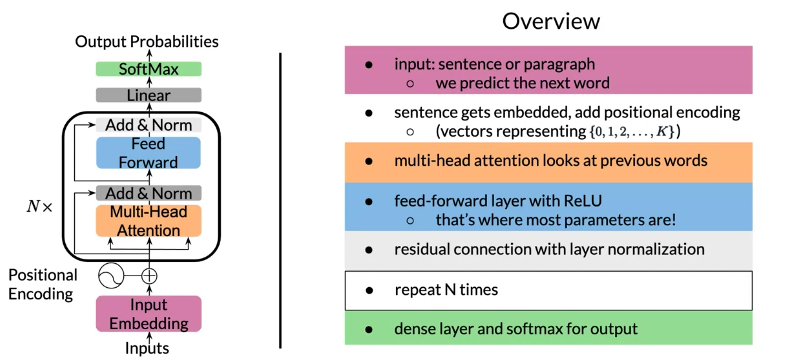 Overview
Output Probabilities
SoftMax
Linear
Add & Norm
Feed
Forward
Add & Norm
Multi-Head
Attention
N×
Positional
Encoding
Input
Embedding
Inputs
● input: sentence or paragraph
○ we predict the next word
● sentence gets embedded, add positional encoding
○ (vectors representing {0, 1, 2, . . . , K})
● multi-head attention looks at previous words
● feed-forward layer with ReLU
○ that's where most parameters are!
● residual connection with layer normalization
● repeat N times
● dense layer and softmax for output